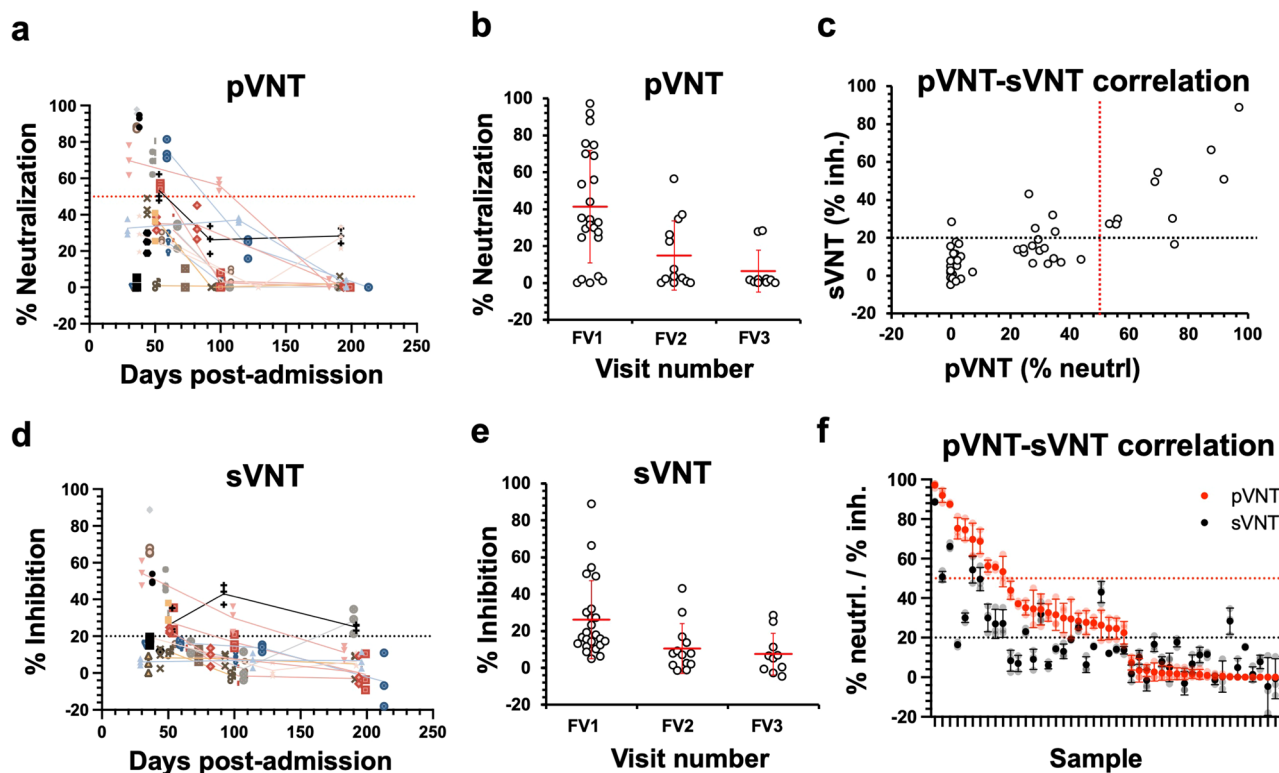 a
pVNT
% Neutralization
100
80
60
40
20
0
-20
0 50 100 150 200 250
Days post-admission
b
pVNT
% Neutralization
100
80
60
40
20
0
-20
FV1 FV2 FV3
Visit number
c
pVNT-sVNT correlation
sVNT (% inh.)
100
80
60
40
20
0
-20
-20 0 20 40 60 80 100
pVNT (% neutrl)
d
sVNT
% Inhibition
100
80
60
40
20
0
-20
0 50 100 150 200 250
Days post-admission
e
sVNT
% Inhibition
100
80
60
40
20
0
-20
FV1 FV2 FV3
Visit number
f
pVNT-sVNT correlation
% neutrl. / % inh.
100
80
60
40
20
0
-20
pVNT
sVNT
Sample